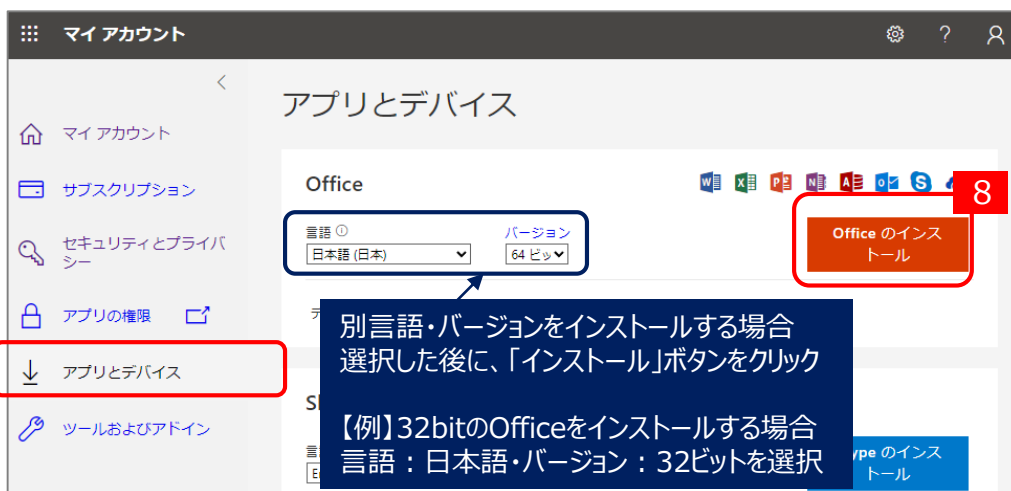 マイ アカウント
?
アプリとデバイス
マイ アカウント
サブスクリプション
セキュリティとプライバ
シー
アプリの権限
アプリとデバイス
ツールおよびアドイン
Office
8
言語
バージョン
日本語 (日本)
64 ビッ
Office のインス
トール
別言語・バージョンをインストールする場合
選択した後に、「インストール」ボタンをクリック
【例】32bitのOfficeをインストールする場合
言語：日本語・バージョン：32ビットを選択
ype のインス
トール